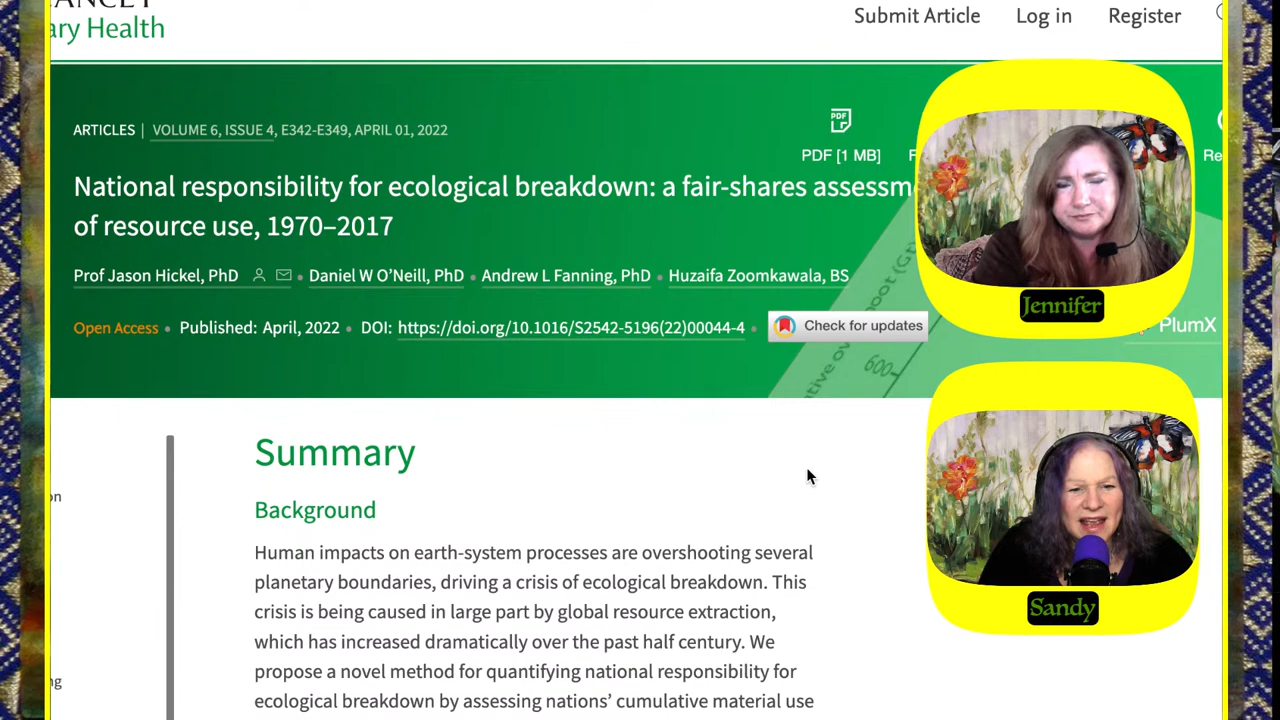 ary Health
Submit Article Log in Register
ARTICLES | VOLUME 6, ISSUE 4, E342-E349, APRIL 01, 2022
PDF
PDF [1 MB]
National responsibility for ecological breakdown: a fair-shares assessm
of resource use, 1970–2017
Prof Jason Hickel, PhD • Daniel W O’Neill, PhD • Andrew L Fanning, PhD • Huzaifa Zoomkawala, BS
Open Access • Published: April, 2022 • DOI: https://doi.org/10.1016/S2542-5196(22)00044-4 •
Check for updates
PlumX
600
Jennifer
Summary
Background
Human impacts on earth-system processes are overshooting several
planetary boundaries, driving a crisis of ecological breakdown. This
crisis is being caused in large part by global resource extraction,
which has increased dramatically over the past half century. We
propose a novel method for quantifying national responsibility for
ecological breakdown by assessing nations’ cumulative material use
on
ng
Sandy